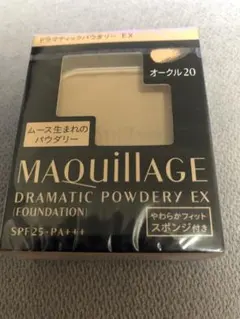 ドラマティックパウダリー EX
オークル20
ムース生まれの
パウダリー
MAQuillAGE
DRAMATIC POWDERY EX
(FOUNDATION)
やわらかフィット
スポンジ付き
SPF25・PA+++